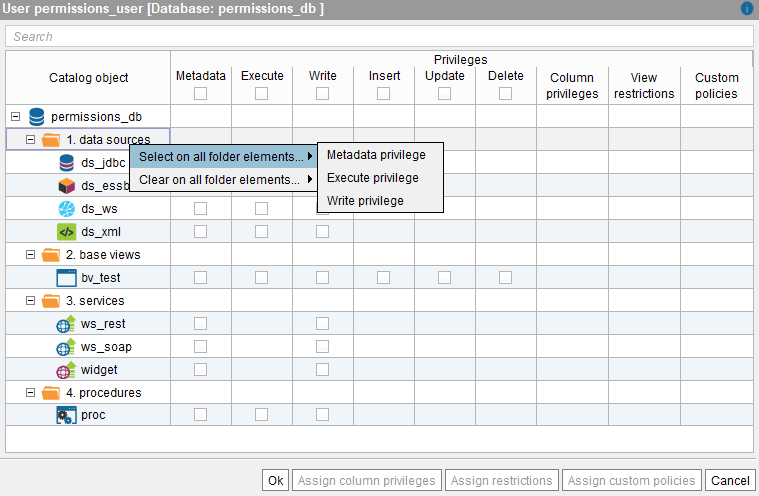 User permissions_user [Database: permissions_db ]
Search
Catalog object
Privileges
Metadata Execute Write Insert Update Delete Column privileges View restrictions Custom policies
permissions_db
1. data sources
Select on all folder elements...
Clear on all folder elements...
Metadata privilege
Execute privilege
Write privilege
ds_jdbc
ds_essb
ds_ws
ds_xml
2. base views
bv_test
3. services
ws_rest
ws_soap
widget
4. procedures
proc
Ok Assign column privileges Assign restrictions Assign custom policies Cancel